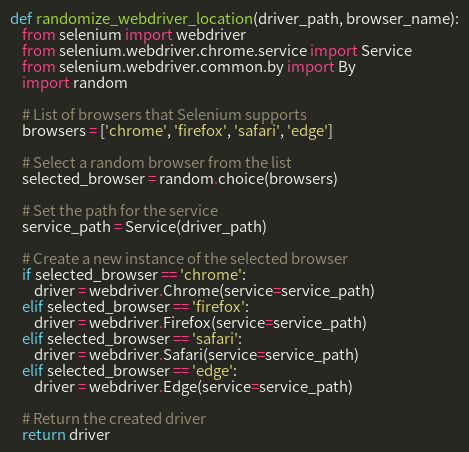 def randomize_webdriver_location(driver_path, browser_name):
from selenium import webdriver
from selenium.webdriver.chrome.service import Service
from selenium.webdriver.common.by import By
import random
# List of browsers that Selenium supports
browsers = ['chrome', 'firefox', 'safari', 'edge']
# Select a random browser from the list
selected_browser = random.choice(browsers)
# Set the path for the service
service_path = Service(driver_path)
# Create a new instance of the selected browser
if selected_browser == 'chrome':
driver = webdriver.Chrome(service=service_path)
elif selected_browser == 'firefox':
driver = webdriver.Firefox(service=service_path)
elif selected_browser == 'safari':
driver = webdriver.Safari(service=service_path)
elif selected_browser == 'edge':
driver = webdriver.Edge(service=service_path)
# Return the created driver
return driver